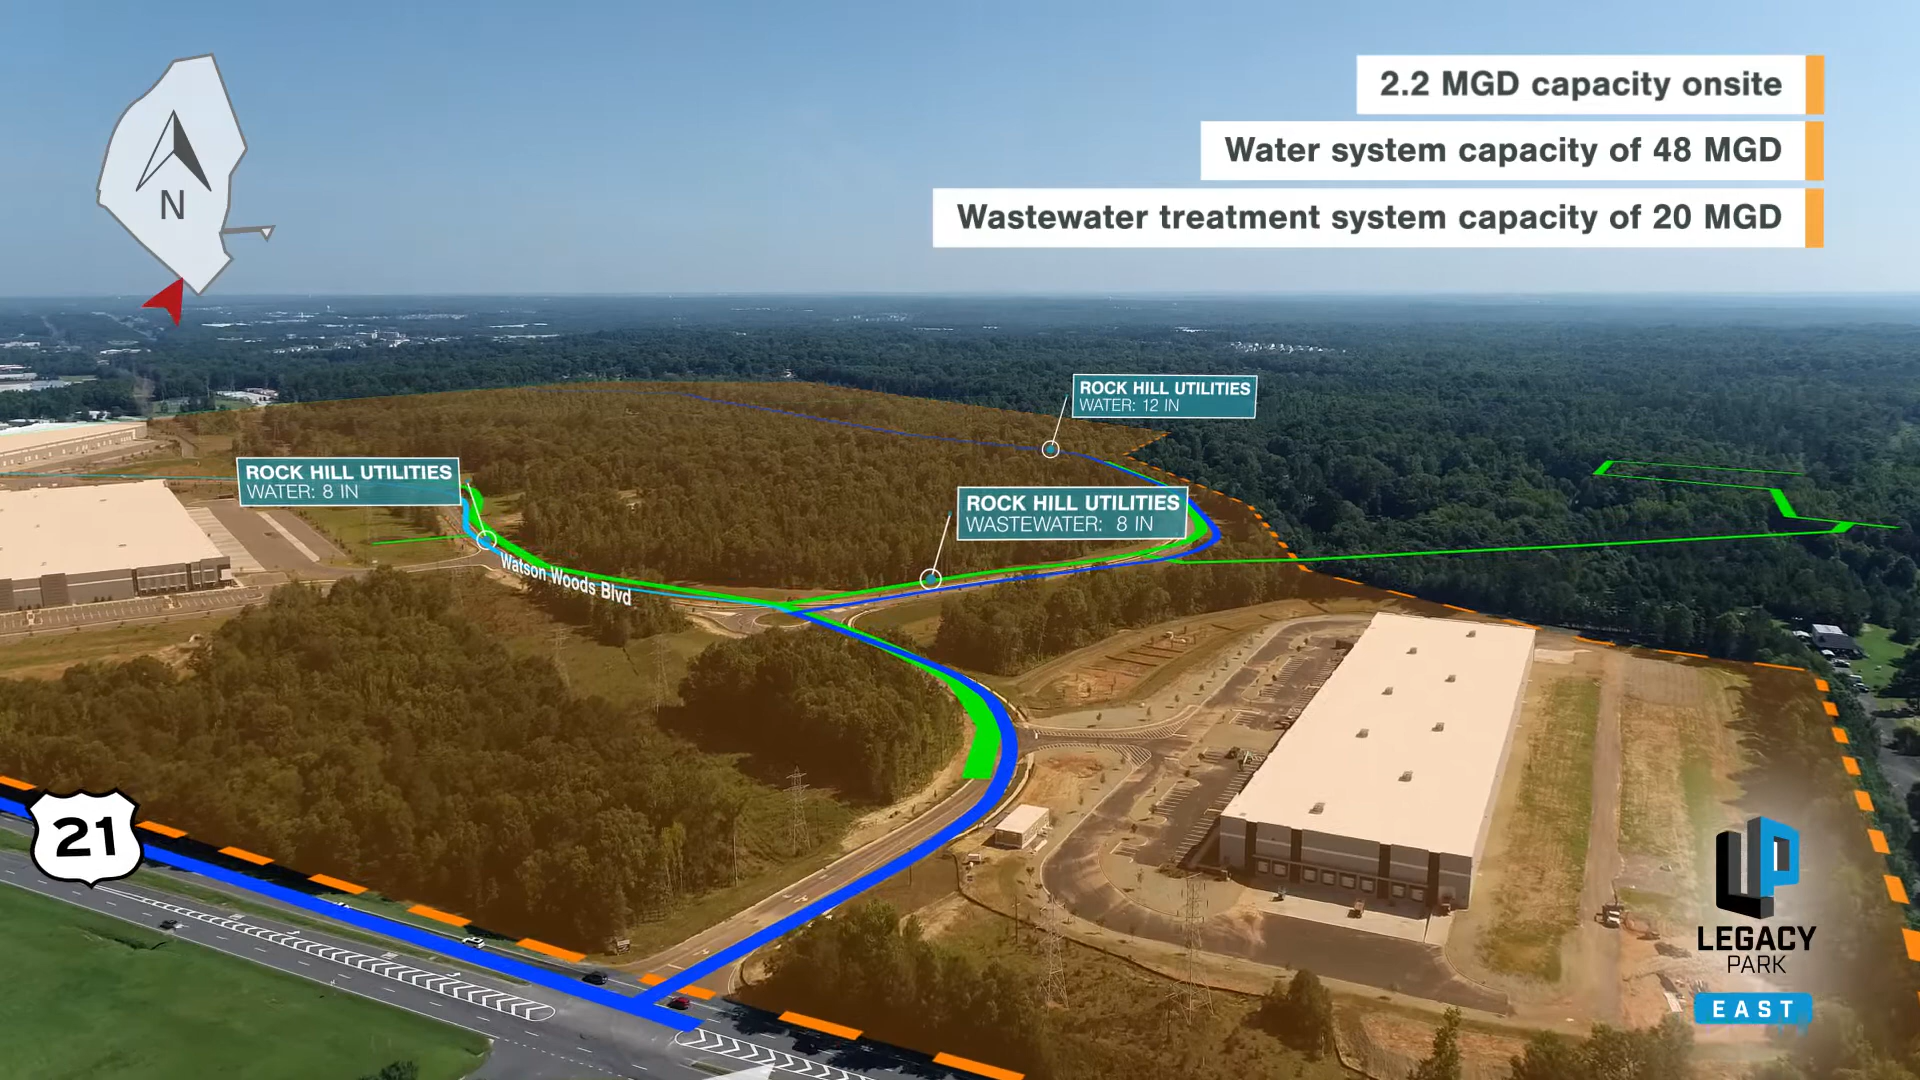 2.2 MGD capacity onsite
Water system capacity of 48 MGD
Wastewater treatment system capacity of 20 MGD
N
ROCK HILL UTILITIES
WATER: 12 IN
ROCK HILL UTILITIES
WATER: 8 IN
ROCK HILL UTILITIES
WASTEWATER: 8 IN
Watson Woods Blvd
21
LEGACY
PARK
EAST